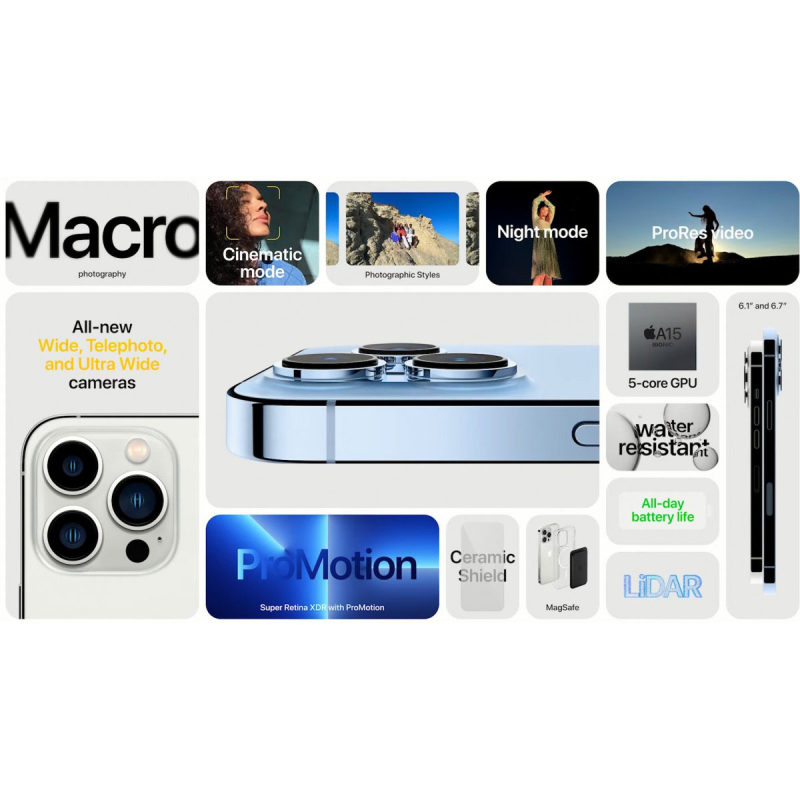 Macro
photography
Cinematic
mode
Photographic Styles
Night mode
ProRes video
All-new
Wide, Telephoto,
and Ultra Wide
cameras
A15
BIONIC
5-core GPU
6.1" and 6.7"
water
resistant
All-day
battery life
LiDAR
ProMotion
Super Retina XDR with ProMotion
Ceramic
Shield
MagSafe